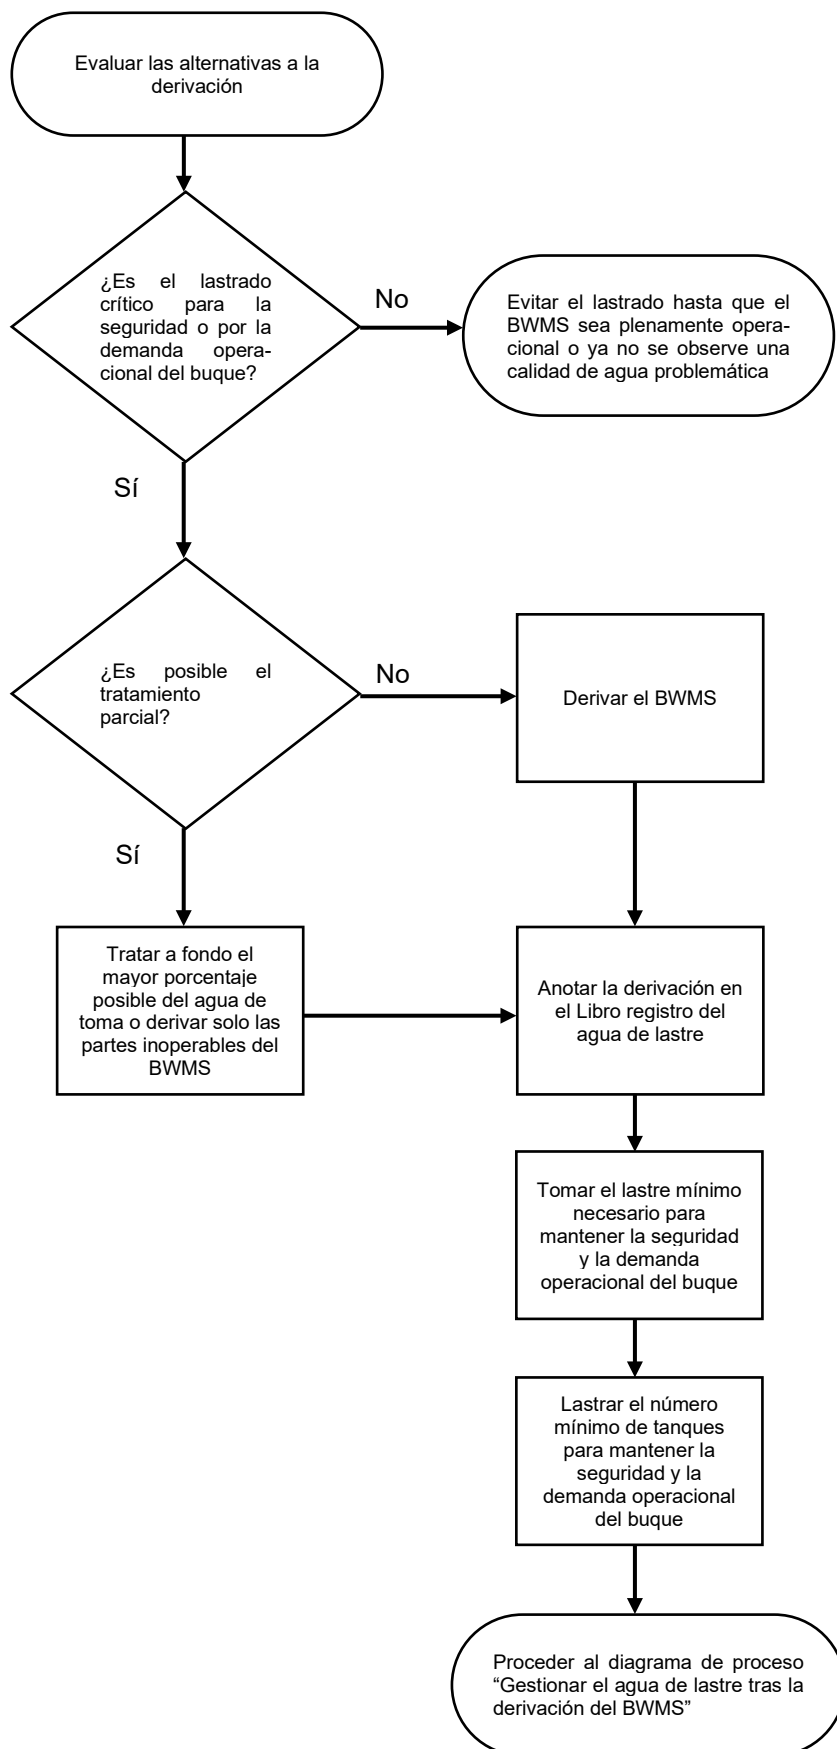 Evaluar las alternativas a la
derivación
¿Es el lastrado
crítico para la
seguridad o por la
demanda opera-
cional del buque?
No
Evitar el lastrado hasta que el
BWMS sea plenamente opera-
cional o ya no se observe una
calidad de agua problemática
Sí
¿Es posible el
tratamiento
parcial?
No
Derivar el BWMS
Sí
Tratar a fondo el
mayor porcentaje
posible del agua de
toma o derivar solo las
partes inoperables del
BWMS
Anotar la derivación en
el Libro registro del
agua de lastre
Tomar el lastre mínimo
necesario para
mantener la seguridad
y la demanda
operacional del buque
Lastrar el número
mínimo de tanques
para mantener la
seguridad y la
demanda operacional
del buque
Proceder al diagrama de proceso
“Gestionar el agua de lastre tras la
derivación del BWMS”